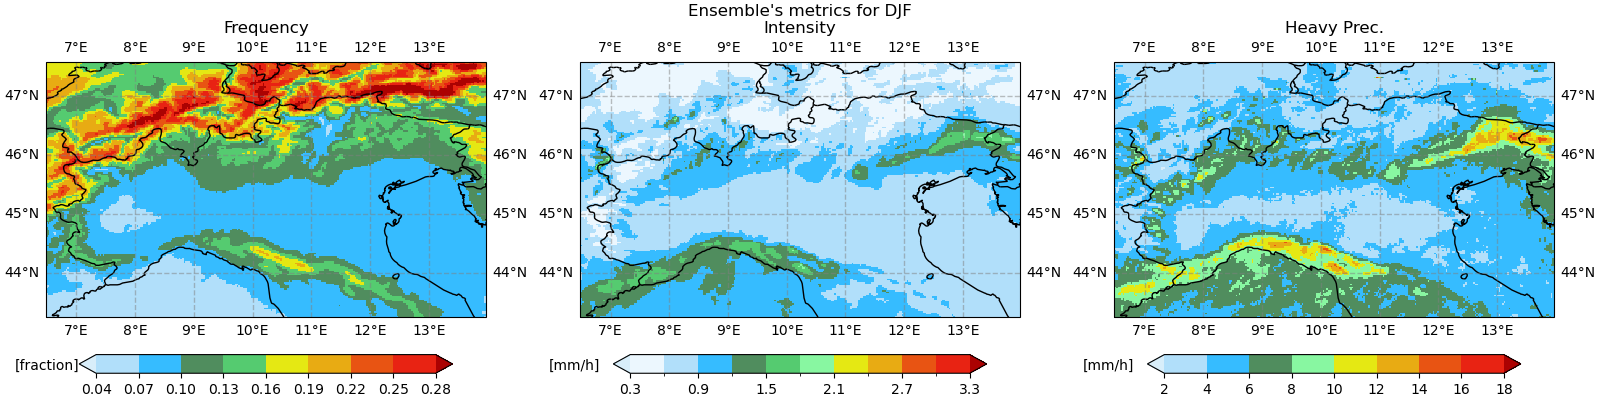 Ensemble's metrics for DJF
Frequency Intensity Heavy Prec.
7°E 8°E 9°E 10°E 11°E 12°E 13°E 7°E 8°E 9°E 10°E 11°E 12°E 13°E 7°E 8°E 9°E 10°E 11°E 12°E 13°E
47°N 47°N 47°N 47°N 47°N 47°N
46°N 46°N 46°N 46°N 46°N 46°N
45°N 45°N 45°N 45°N 45°N 45°N
44°N 44°N 44°N 44°N 44°N 44°N
7°E 8°E 9°E 10°E 11°E 12°E 13°E 7°E 8°E 9°E 10°E 11°E 12°E 13°E 7°E 8°E 9°E 10°E 11°E 12°E 13°E
[fraction] [mm/h] [mm/h]
0.04 0.07 0.10 0.13 0.16 0.19 0.22 0.25 0.28 0.3 0.9 1.5 2.1 2.7 3.3 2 4 6 8 10 12 14 16 18